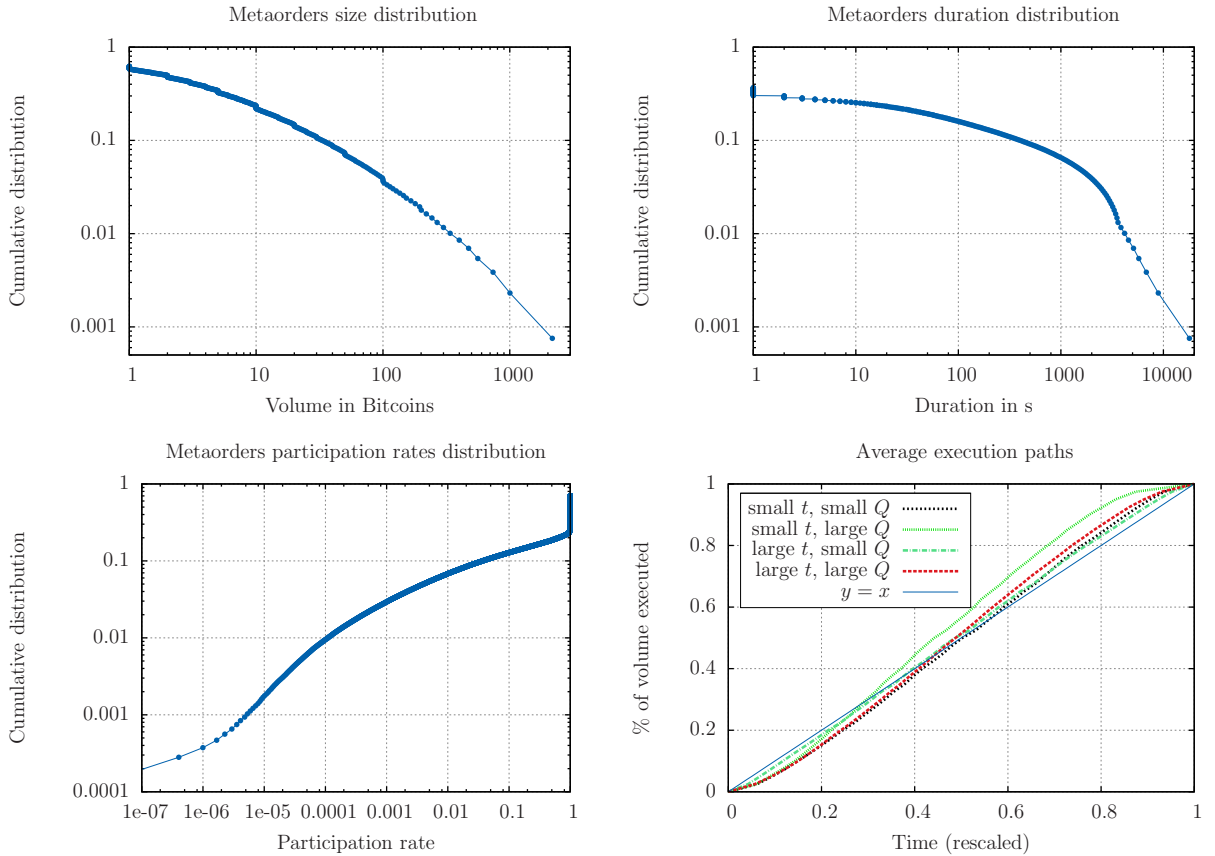 Metaorders size distribution
Cumulative distribution
1
0.1
0.01
0.001
1 10 100 1000
Volume in Bitcoins
Metaorders duration distribution
Cumulative distribution
1
0.1
0.01
0.001
1 10 100 1000 10000
Duration in s
Metaorders participation rates distribution
Cumulative distribution
1
0.1
0.01
0.001
0.0001
1e-07 1e-06 1e-05 0.0001 0.001 0.01 0.1 1
Participation rate
Average execution paths
% of volume executed
1
0.8
0.6
0.4
0.2
0
small t, small Q
small t, large Q
large t, small Q
large t, large Q
y = x
0 0.2 0.4 0.6 0.8 1
Time (rescaled)